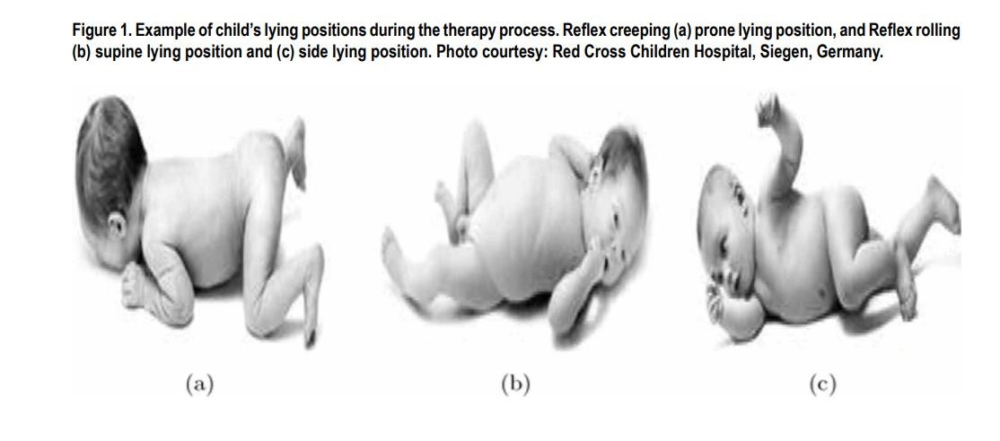 Figure 1. Example of child's lying positions during the therapy process. Reflex creeping (a) prone lying position, and Reflex rolling
(b) supine lying position and (c) side lying position. Photo courtesy: Red Cross Children Hospital, Siegen, Germany.
(a) (b) (c)